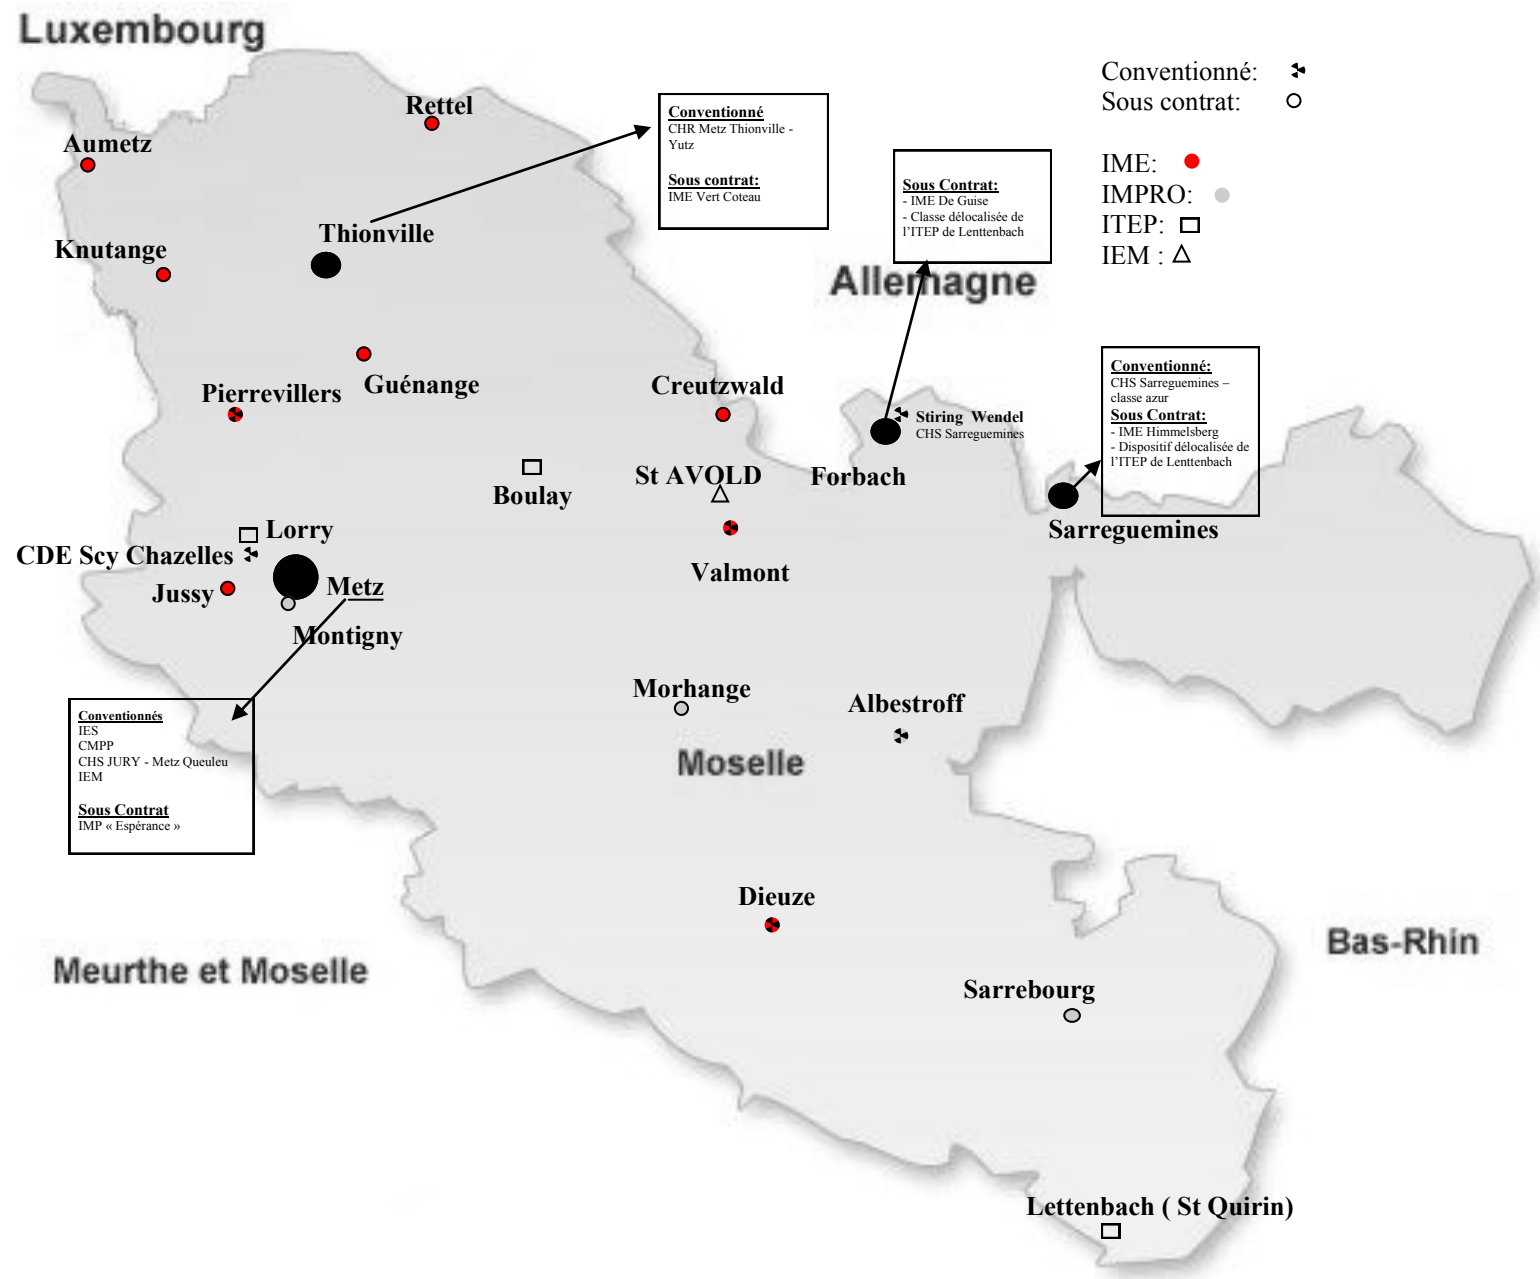 Luxembourg
Conventionné:
Sous contrat:
IME:
IMPRO:
ITEP:
IEM :
Rettel
Aumetz
Conventionné
CHR Metz Thionville -
Yutz
Sous contrat:
IME Vert Coteau
Sous Contrat:
- IME De Guise
- Classe délocalisée de
l’ITEP de Lenttenbach
Thionville
Knutange
Allemagne
Guénange
Pierrevillers
Creutzwald
Stiring Wendel
CHS Sarreguemines
Conventionné:
CHS Sarreguemines –
classe azur
Sous Contrat:
- IME Himmelsberg
- Dispositif délocalisée de
l’ITEP de Lenttenbach
Boulay
St AVOLD
Forbach
Sarreguemines
Lorry
CDE Scy Chazelles
Valmont
Jussy
Metz
Montigny
Morhange
Albestroff
Conventionnés
IES
CMPP
CHS JURY - Metz Queuleu
IEM
Sous Contrat
IMP « Espérance »
Moselle
Dieuze
Bas-Rhin
Meurthe et Moselle
Sarrebourg
Lettenbach ( St Quirin)